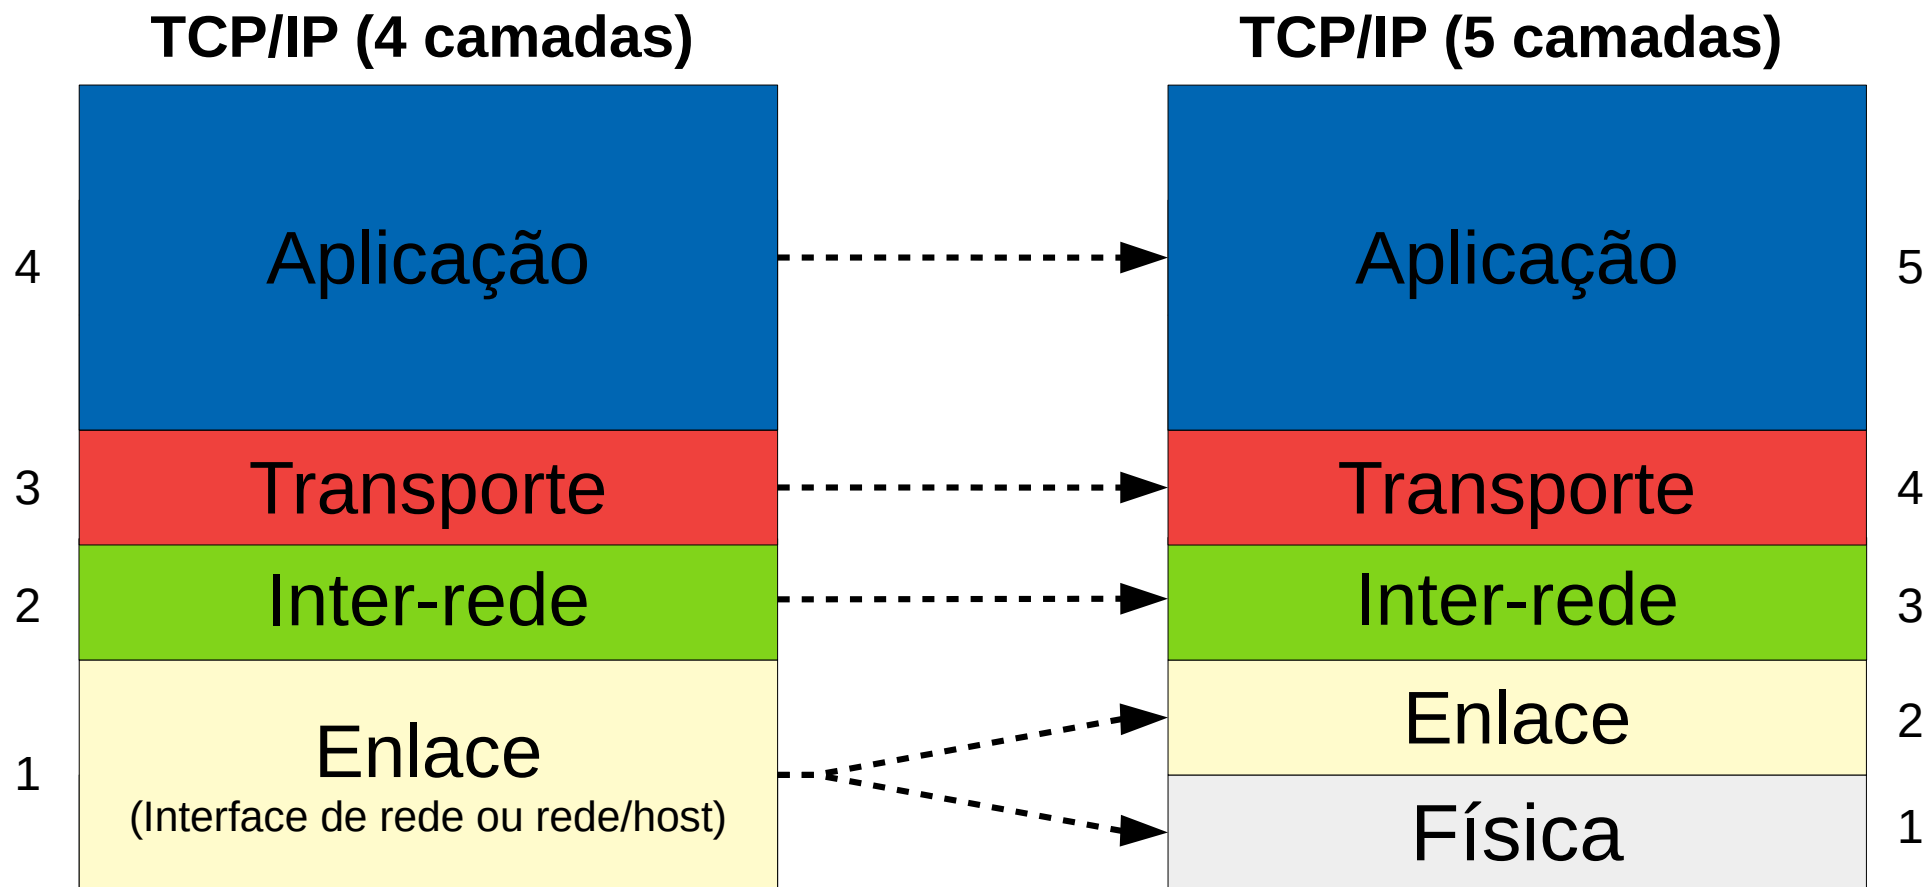 TCP/IP (4 camadas)
TCP/IP (5 camadas)
4
Aplicação
Aplicação
5
3
Transporte
Transporte
4
2
Inter-rede
Inter-rede
3
1
Enlace
(Interface de rede ou rede/host)
Enlace
2
Física
1